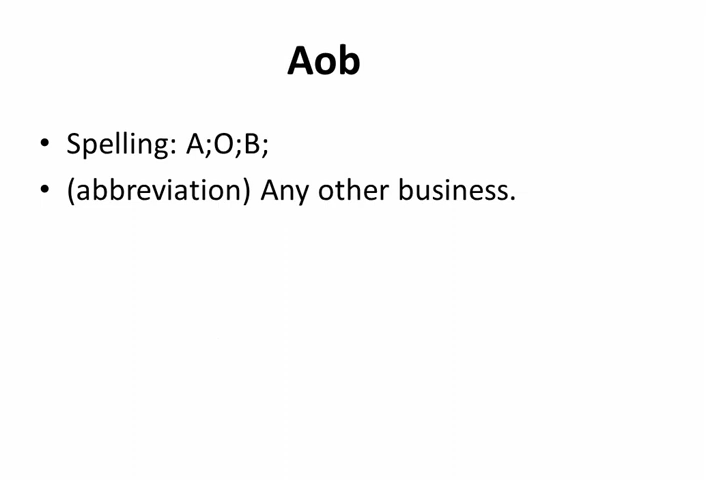 Aob
• Spelling: A;O;B;
• (abbreviation) Any other business.